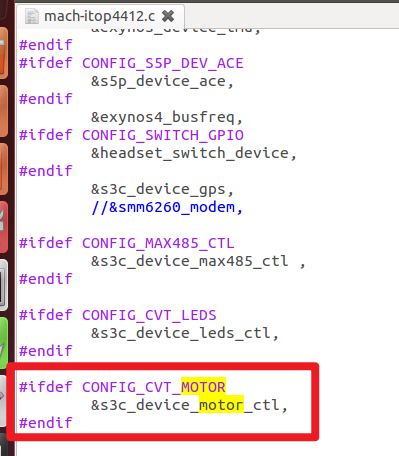 mach-itop4412.c
#endif
#ifdef CONFIG_S5P_DEV_ACE
&s5p_device_ace,
#endif
&exynos4_busfreq,
#ifdef CONFIG_SWITCH_GPIO
&headset_switch_device,
#endif
&s3c_device_gps,
//&smm6260_modem,
#ifdef CONFIG_MAX485_CTL
&s3c_device_max485_ctl ,
#endif
#ifdef CONFIG_CVT_LEDS
&s3c_device_leds_ctl,
#endif
#ifdef CONFIG_CVT_MOTOR
&s3c_device_motor_ctl,
#endif